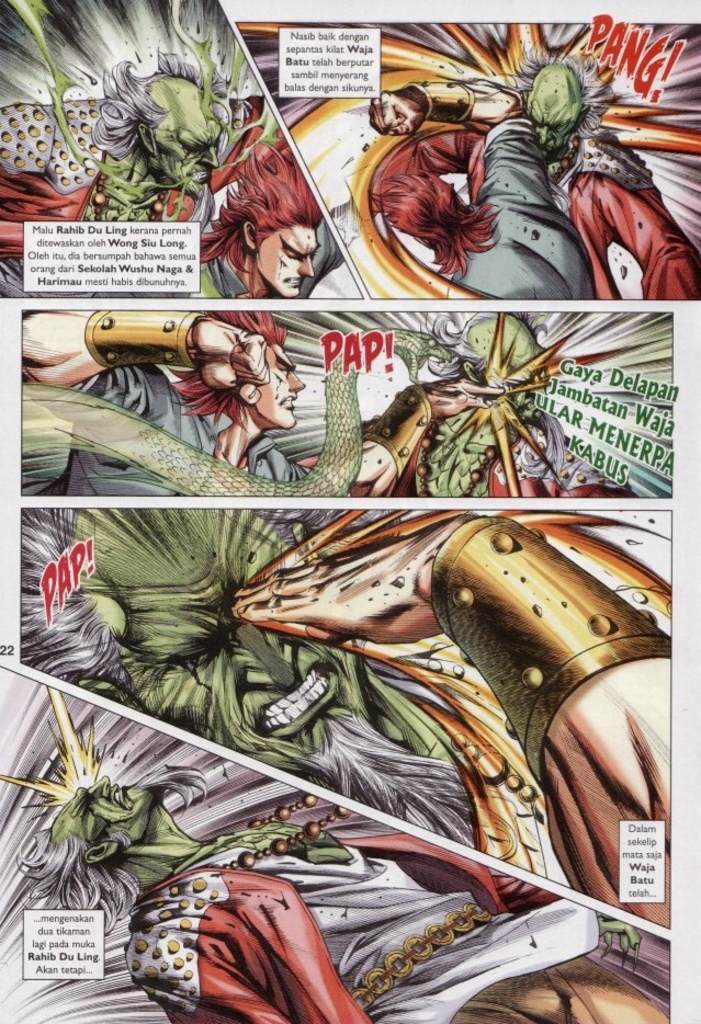 Malu Rahib Du Ling kerana pernah
ditewaskan oleh Wong Siu Long.
Oleh itu, dia bersumpah bahawa semua
orang dari Sekolah Wushu Naga &
Harimau mesti habis dibunuhnya.
Nasib baik dengan
sepantas kilat Waja
Batu telah berputar
sambil menyerang
balas dengan sikunya.
PANG!
PAP!
Gaya Delapan
Jambatan Waja
ULAR MENERPA
KABUS
PAP!
22
Dalam
sekelip
mata saja
Waja
Batu
telah...
...mengenakan
dua tikaman
lagi pada muka
Rahib Du Ling.
Akan tetapi...